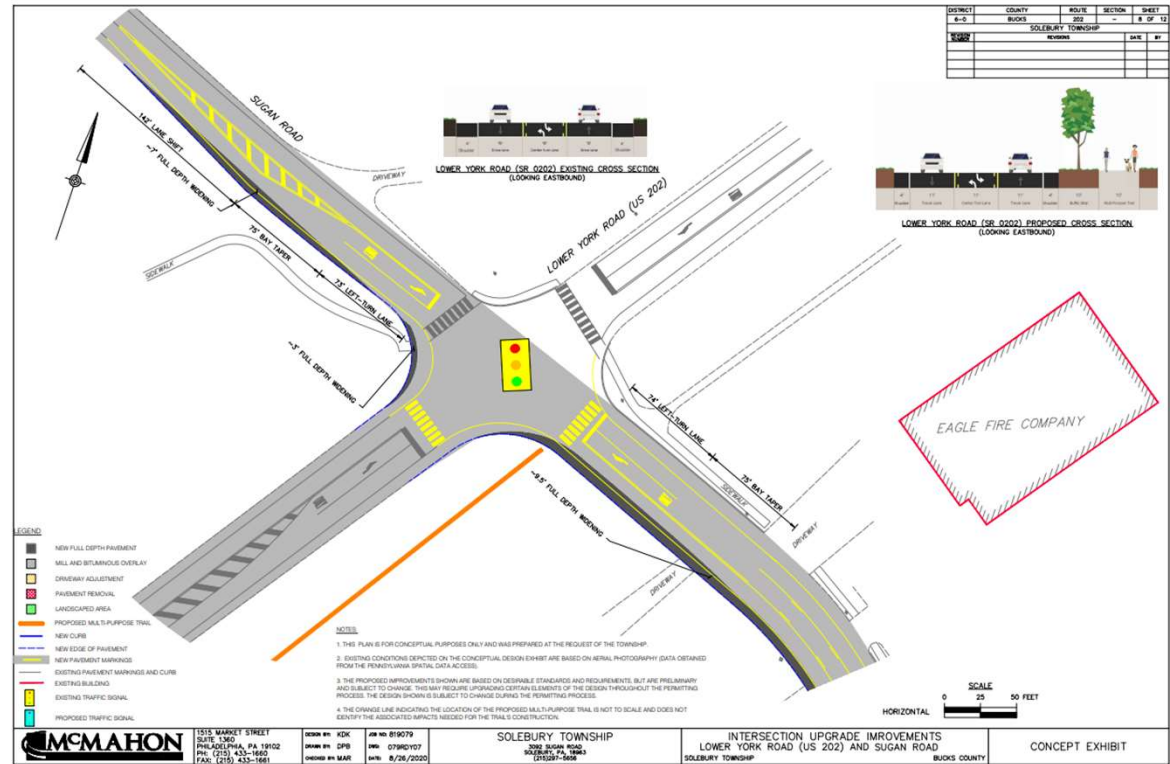 DISTRICT COUNTY ROUTE SECTION SHEET
6-0 BUCKS 202 - 8 OF 12
SOLEBURY TOWNSHIP
REVISION NUMBER REVISIONS DATE BY
SUGAN ROAD
142' LANE SHIFT
~7' FULL DEPTH WIDENING
DRIVEWAY
75' BAY TAPER
SIDEWALK
73' LEFT-TURN LANE
~3' FULL DEPTH WIDENING
LOWER YORK ROAD (SR 0202) EXISTING CROSS SECTION
(LOOKING EASTBOUND)
LOWER YORK ROAD (US 202)
LOWER YORK ROAD (SR 0202) PROPOSED CROSS SECTION
(LOOKING EASTBOUND)
74' LEFT-TURN LANE
75' BAY TAPER
SIDEWALK
DRIVEWAY
~9.5' FULL DEPTH WIDENING
DRIVEWAY
EAGLE FIRE COMPANY
LEGEND
NEW FULL DEPTH PAVEMENT
MILL AND BITUMINOUS OVERLAY
DRIVEWAY ADJUSTMENT
PAVEMENT REMOVAL
LANDSCAPED AREA
PROPOSED MULTI-PURPOSE TRAIL
NEW CURB
NEW EDGE OF PAVEMENT
NEW PAVEMENT MARKINGS
EXISTING PAVEMENT MARKINGS AND CURB
EXISTING BUILDING
EXISTING TRAFFIC SIGNAL
PROPOSED TRAFFIC SIGNAL
NOTES:
1. THIS PLAN IS FOR CONCEPTUAL PURPOSES ONLY AND WAS PREPARED AT THE REQUEST OF THE TOWNSHIP.
2. EXISTING CONDITIONS DEPICTED ON THE CONCEPTUAL DESIGN EXHIBIT ARE BASED ON AERIAL PHOTOGRAPHY (DATA OBTAINED
FROM THE PENNSYLVANIA SPATIAL DATA ACCESS).
3. THE PROPOSED IMPROVEMENTS SHOWN ARE BASED ON DESIRABLE STANDARDS AND REQUIREMENTS, BUT ARE PRELIMINARY
AND SUBJECT TO CHANGE. THIS MAY REQUIRE UPGRADING CERTAIN ELEMENTS OF THE DESIGN THROUGHOUT THE PERMITTING
PROCESS. THE DESIGN SHOWN IS SUBJECT TO CHANGE DURING THE PERMITTING PROCESS.
4. THE ORANGE LINE INDICATING THE LOCATION OF THE PROPOSED MULTI-PURPOSE TRAIL IS NOT TO SCALE AND DOES NOT
IDENTIFY THE ASSOCIATED IMPACTS NEEDED FOR THE TRAIL'S CONSTRUCTION.
SCALE
0 25 50 FEET
HORIZONTAL
McMAHON
1515 MARKET STREET
SUITE 1360
PHILADELPHIA, PA 19102
PH: (215) 433-1660
FAX: (215) 433-1661
DESIGN BY: KDK JOB NO: 819079
DRAWN BY: DPB DWG: 079RDY07
CHECKED BY: MAR DATE: 8/26/2020
SOLEBURY TOWNSHIP
3092 SUGAN ROAD
SOLEBURY, PA, 18963
(215)297-5656
INTERSECTION UPGRADE IMROVEMENTS
LOWER YORK ROAD (US 202) AND SUGAN ROAD
SOLEBURY TOWNSHIP BUCKS COUNTY
CONCEPT EXHIBIT